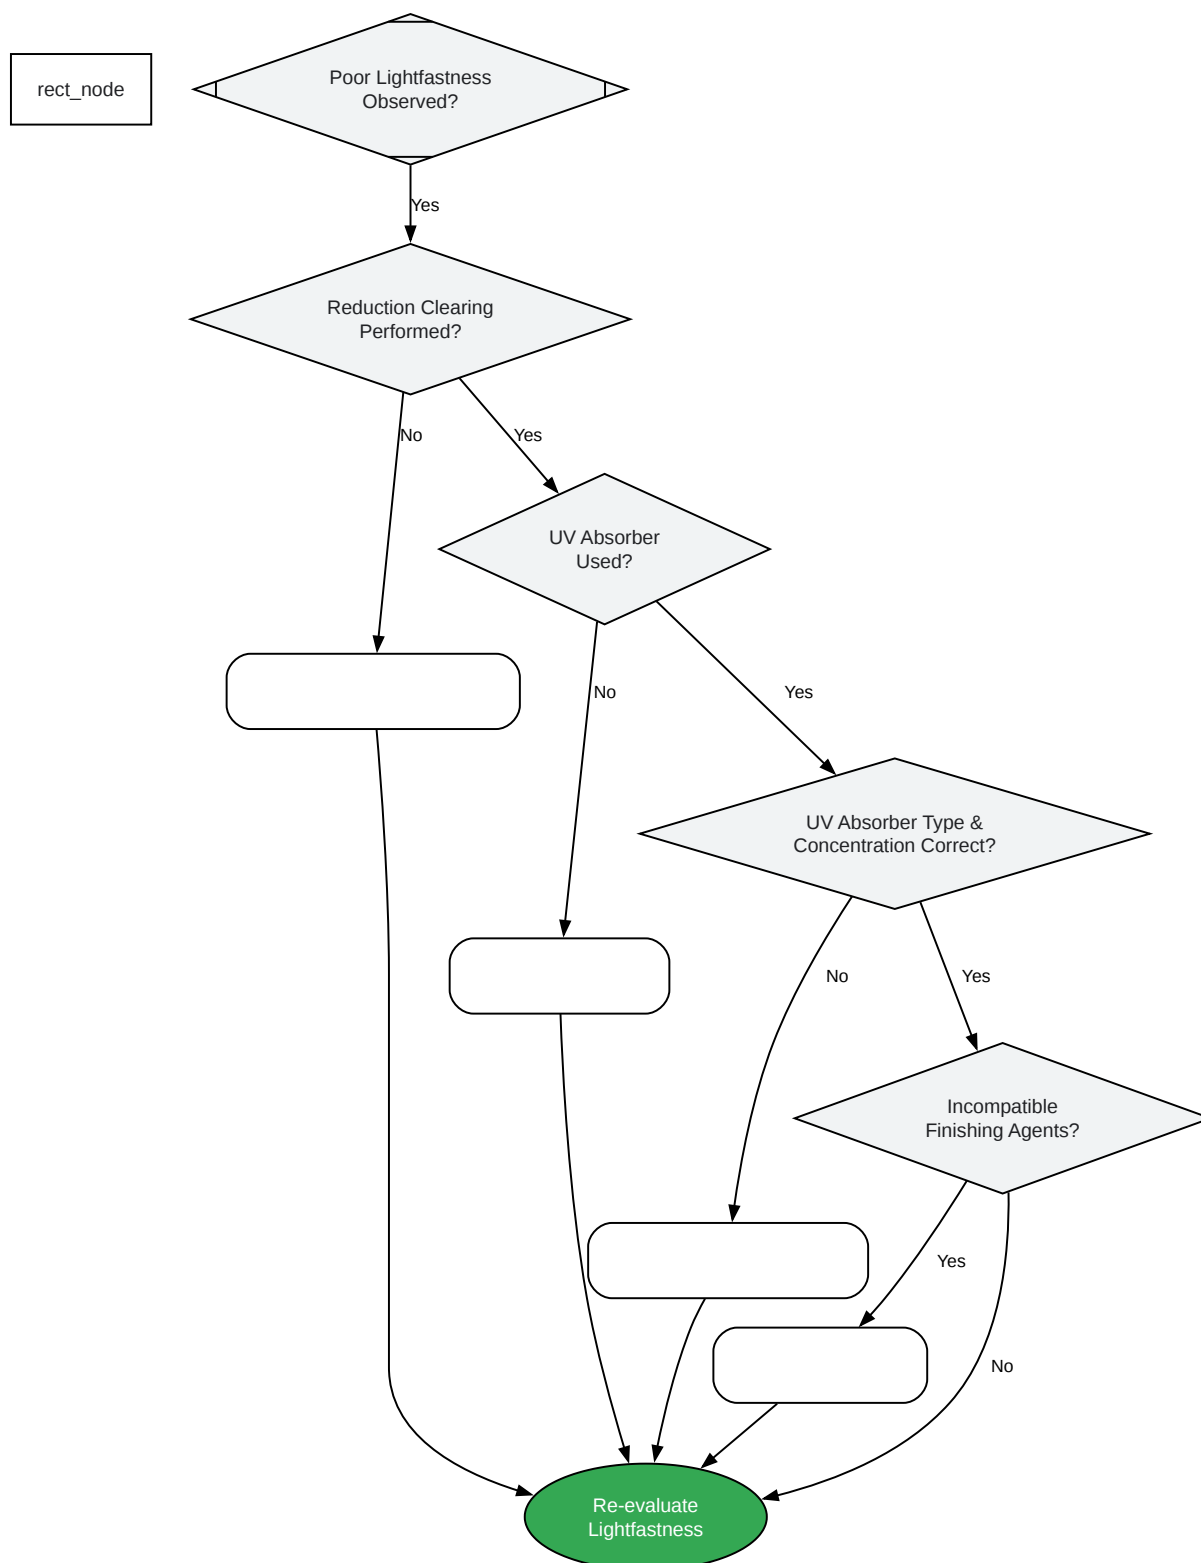 rect_node
Poor Lightfastness
Observed?
Yes
Reduction Clearing
Performed?
No
Yes
UV Absorber
Used?
No
Yes
UV Absorber Type &
Concentration Correct?
No
Yes
Incompatible
Finishing Agents?
Yes
No
Re-evaluate
Lightfastness